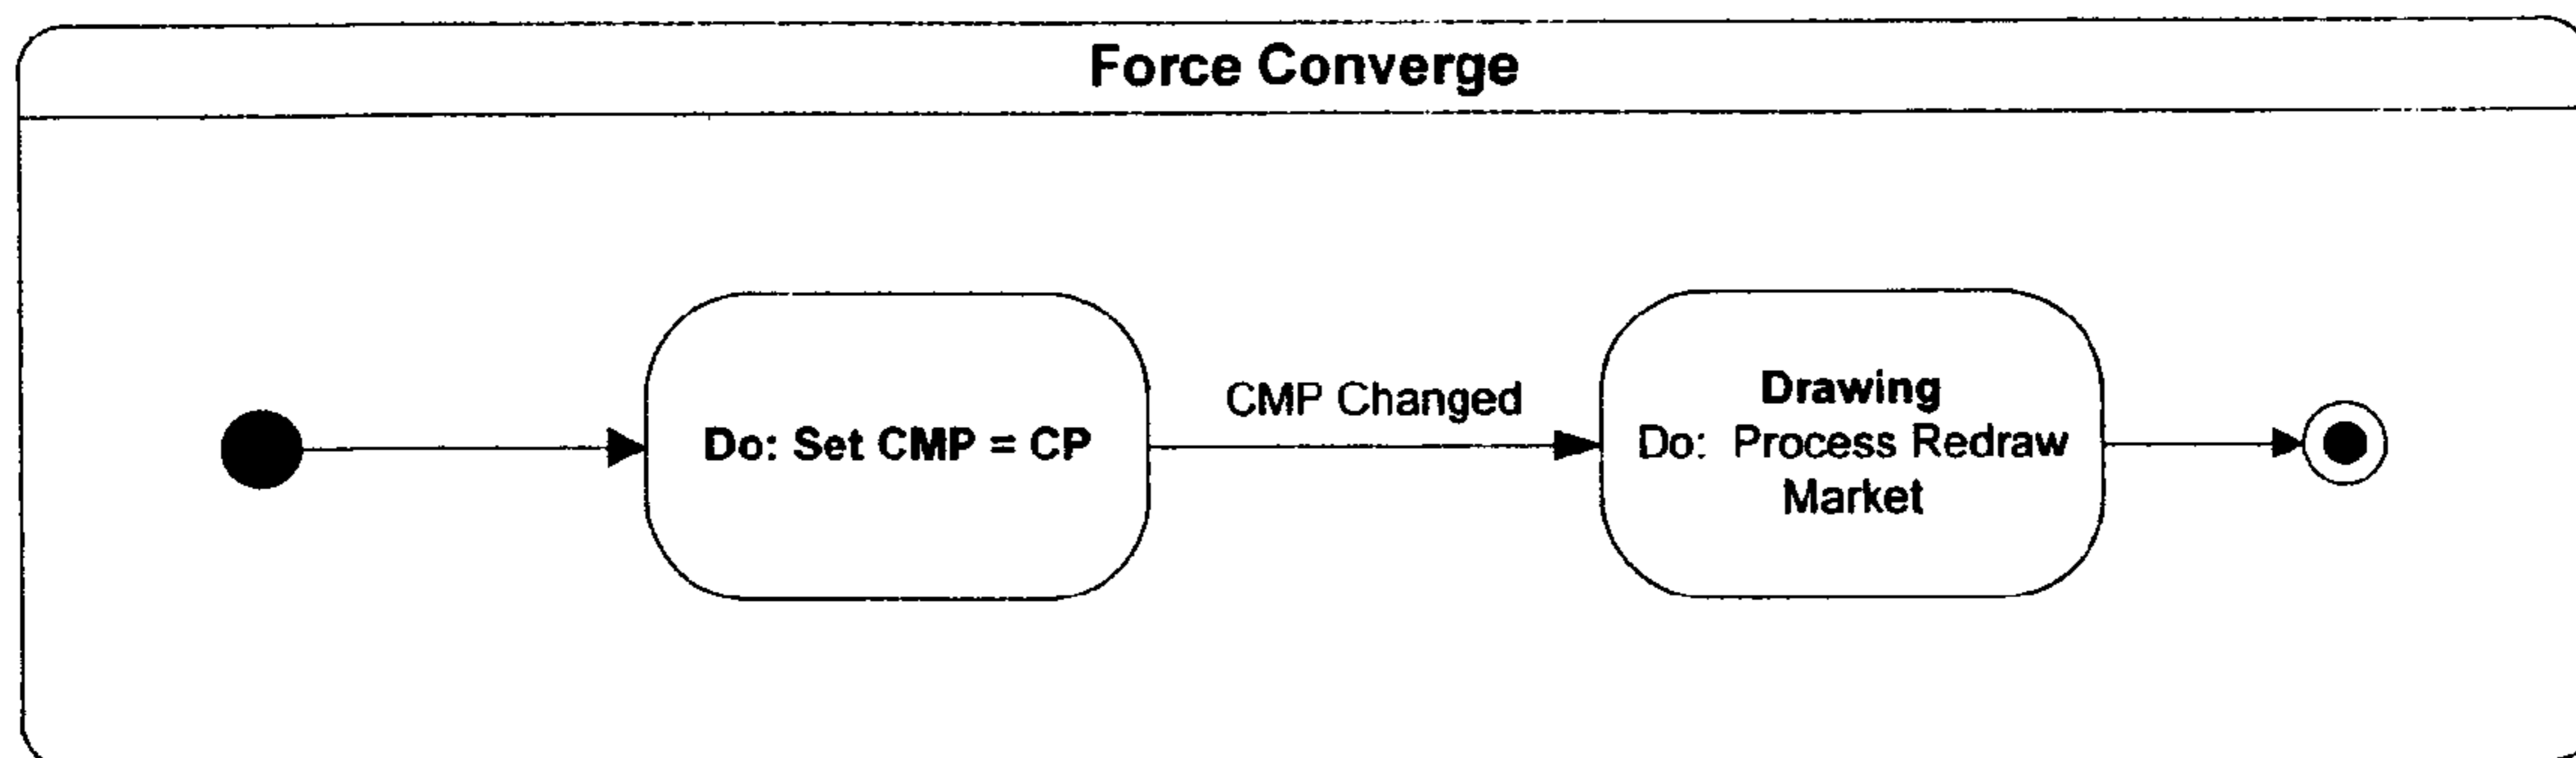 Force Converge
Do: Set CMP = CP
CMP Changed
Drawing
Do: Process Redraw
Market